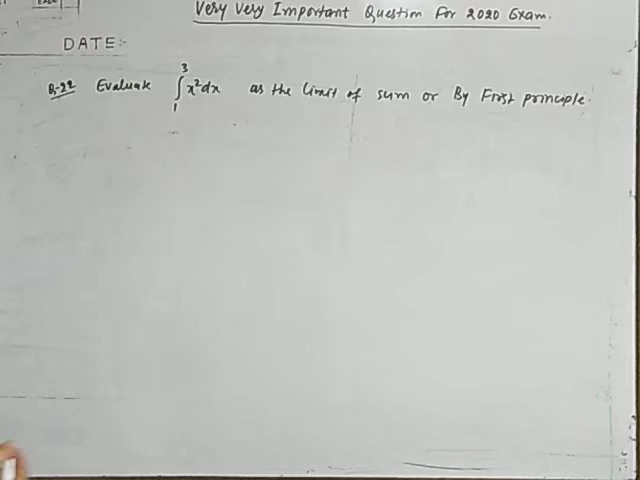 Very Very Important Question For 2020 Exam.
DATE:-
Q.22 Evaluate ∫₁³ x²dx as the limit of sum or By First principle.